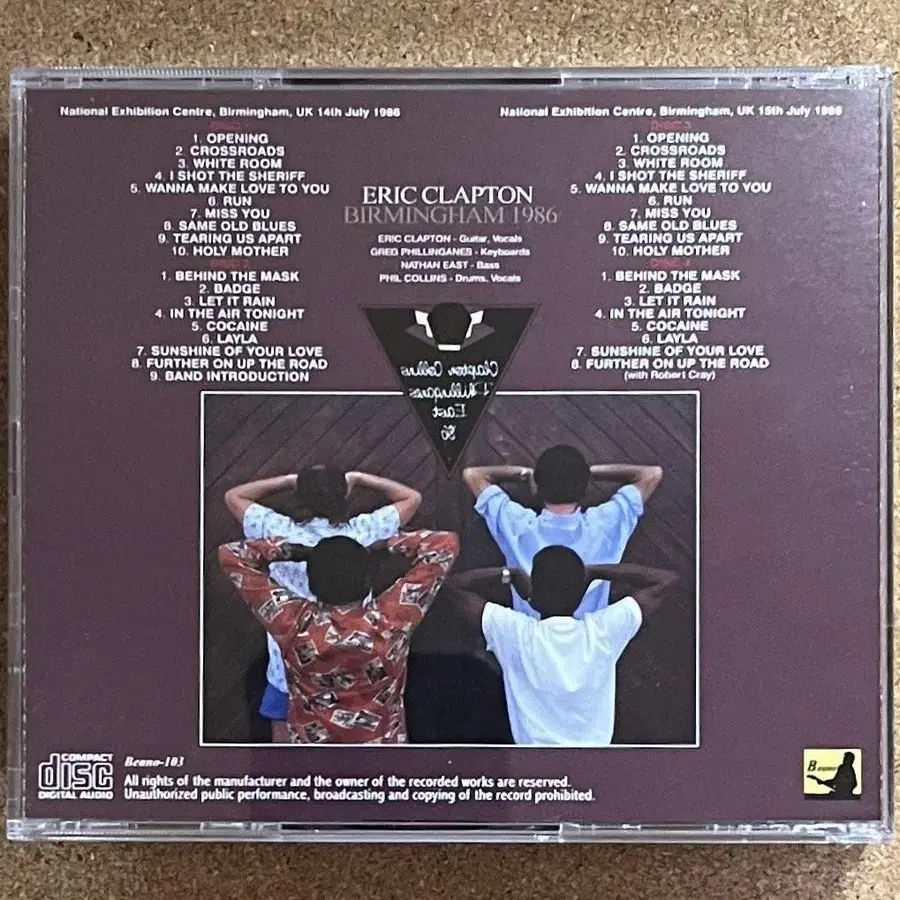 National Exhibition Centre, Birmingham, UK 14th July 1986
DISC 1
1. OPENING
2. CROSSROADS
3. WHITE ROOM
4. I SHOT THE SHERIFF
5. WANNA MAKE LOVE TO YOU
6. RUN
7. MISS YOU
8. SAME OLD BLUES
9. TEARING US APART
10. HOLY MOTHER
DISC 2
1. BEHIND THE MASK
2. BADGE
3. LET IT RAIN
4. IN THE AIR TONIGHT
5. COCAINE
6. LAYLA
7. SUNSHINE OF YOUR LOVE
8. FURTHER ON UP THE ROAD
9. BAND INTRODUCTION
ERIC CLAPTON
BIRMINGHAM 1986
ERIC CLAPTON - Guitar, Vocals
GREG PHILLINGANES - Keyboards
NATHAN EAST - Bass
PHIL COLLINS - Drums, Vocals
Clapton Collins
Phillinganes
East
86
National Exhibition Centre, Birmingham, UK 15th July 1986
DISC 3
1. OPENING
2. CROSSROADS
3. WHITE ROOM
4. I SHOT THE SHERIFF
5. WANNA MAKE LOVE TO YOU
6. RUN
7. MISS YOU
8. SAME OLD BLUES
9. TEARING US APART
10. HOLY MOTHER
DISC
1. BEHIND THE MASK
2. BADGE
3. LET IT RAIN
4. IN THE AIR TONIGHT
5. COCAINE
6. LAYLA
7. SUNSHINE OF YOUR LOVE
8. FURTHER ON UP THE ROAD
(with Robert Cray)
COMPACT
disc
DIGITAL AUDIO
Beano-103
All rights of the manufacturer and the owner of the recorded works are reserved.
Unauthorized public performance, broadcasting and copying of the record prohibited.
Beano